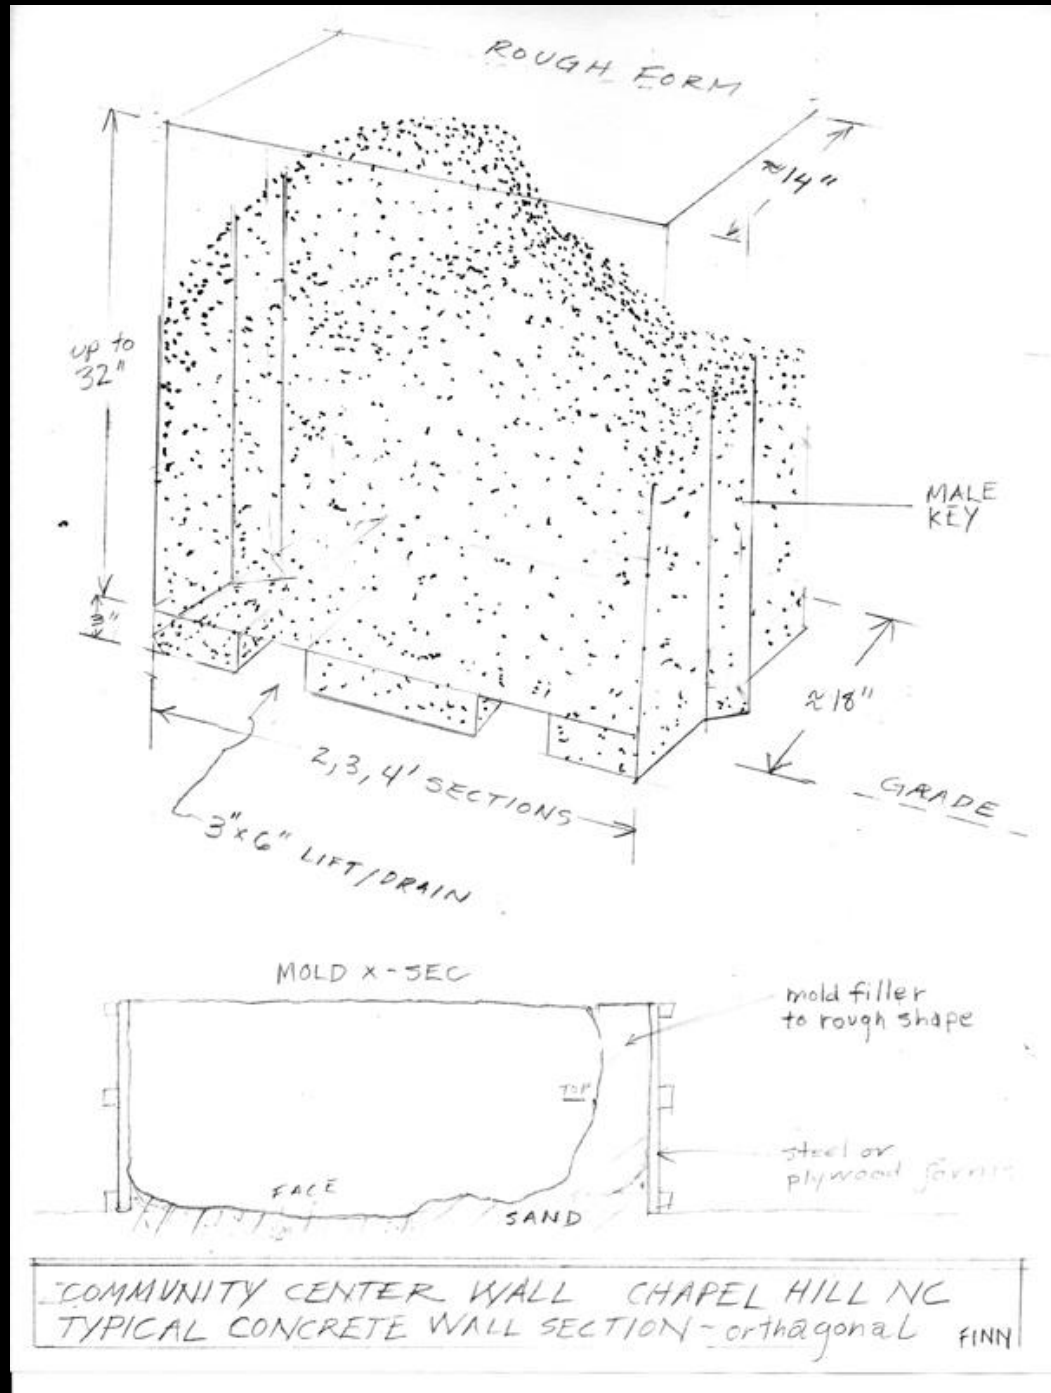 ROUGH FORM
≈14"
up to
32"
MALE
KEY
3"
≈18"
2, 3, 4' SECTIONS
GRADE
3" x 6" LIFT/DRAIN
MOLD X-SEC
mold filler
to rough shape
TOP
steel or
plywood forms
FACE
SAND
COMMUNITY CENTER WALL CHAPEL HILL NC
TYPICAL CONCRETE WALL SECTION - orthagonal FINN